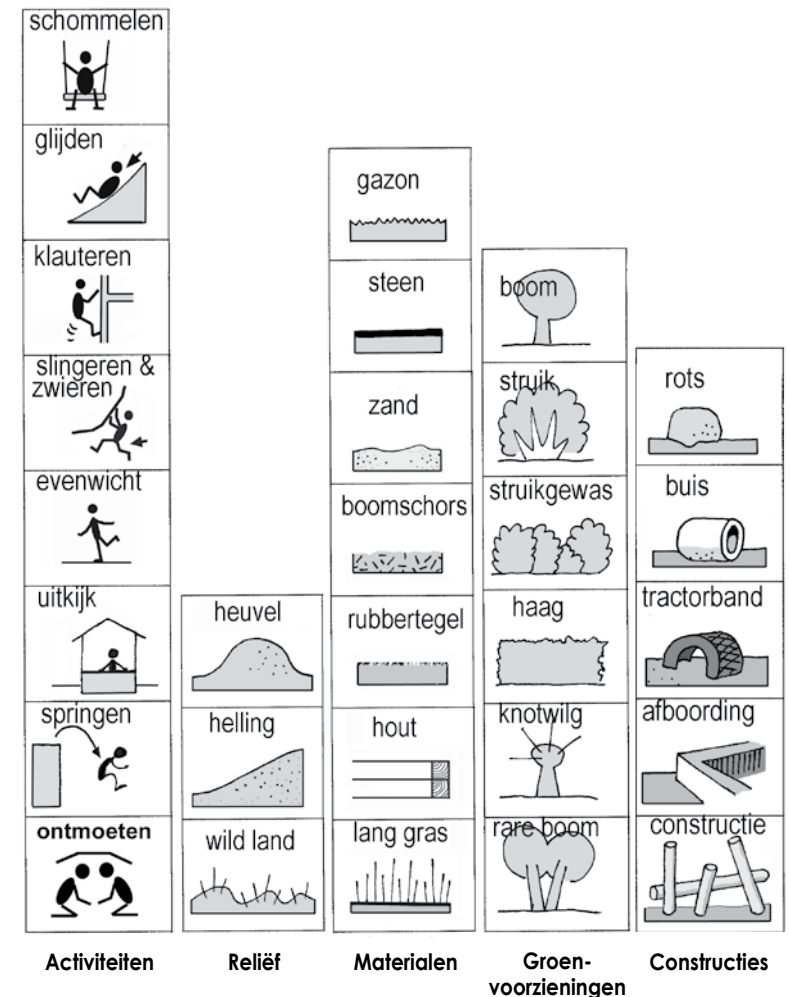 schommelen
glijden
klauteren
slingeren &
zwieren
evenwicht
uitkijk
springen
ontmoeten
Activiteiten
heuvel
helling
wild land
Reliëf
gazon
steen
zand
boomschors
rubbertegel
hout
lang gras
Materialen
boom
struik
struikgewas
haag
knotwilg
rare boom
Groen-
voorzieningen
rots
buis
tractorband
afboording
constructie
Constructies